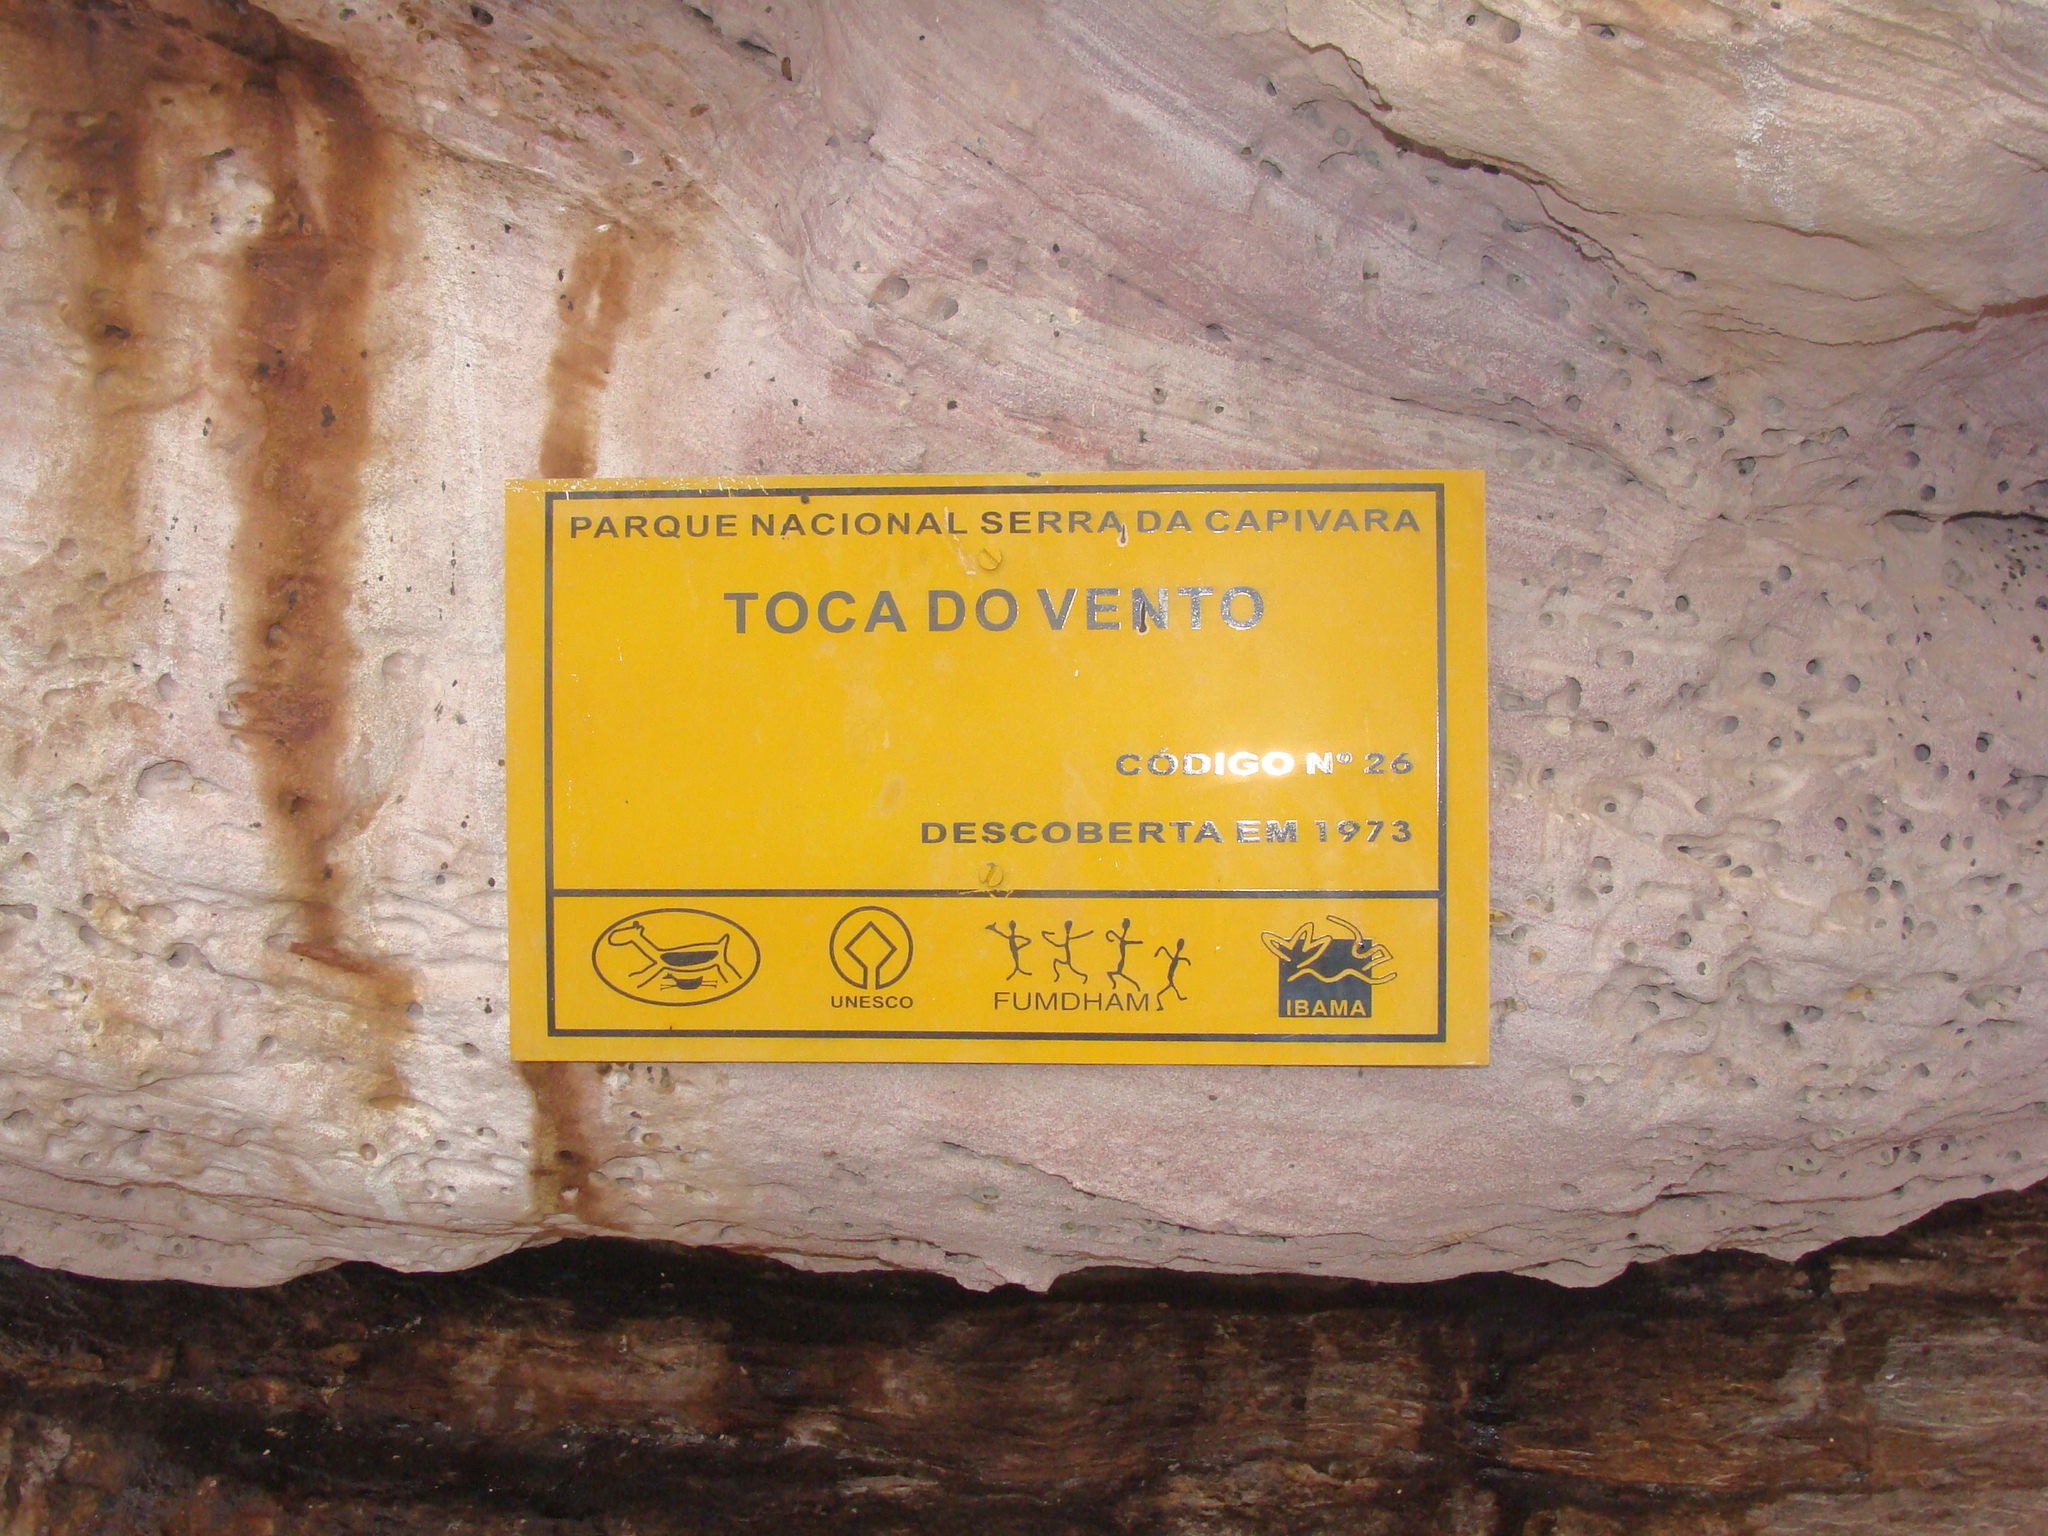 PARQUE NACIONAL SERRA DA CAPIVARA
TOCA DO VENTO
CÓDIGO Nº 26
DESCOBERTA EM 1973
UNESCO
FUMDHAM
IBAMA